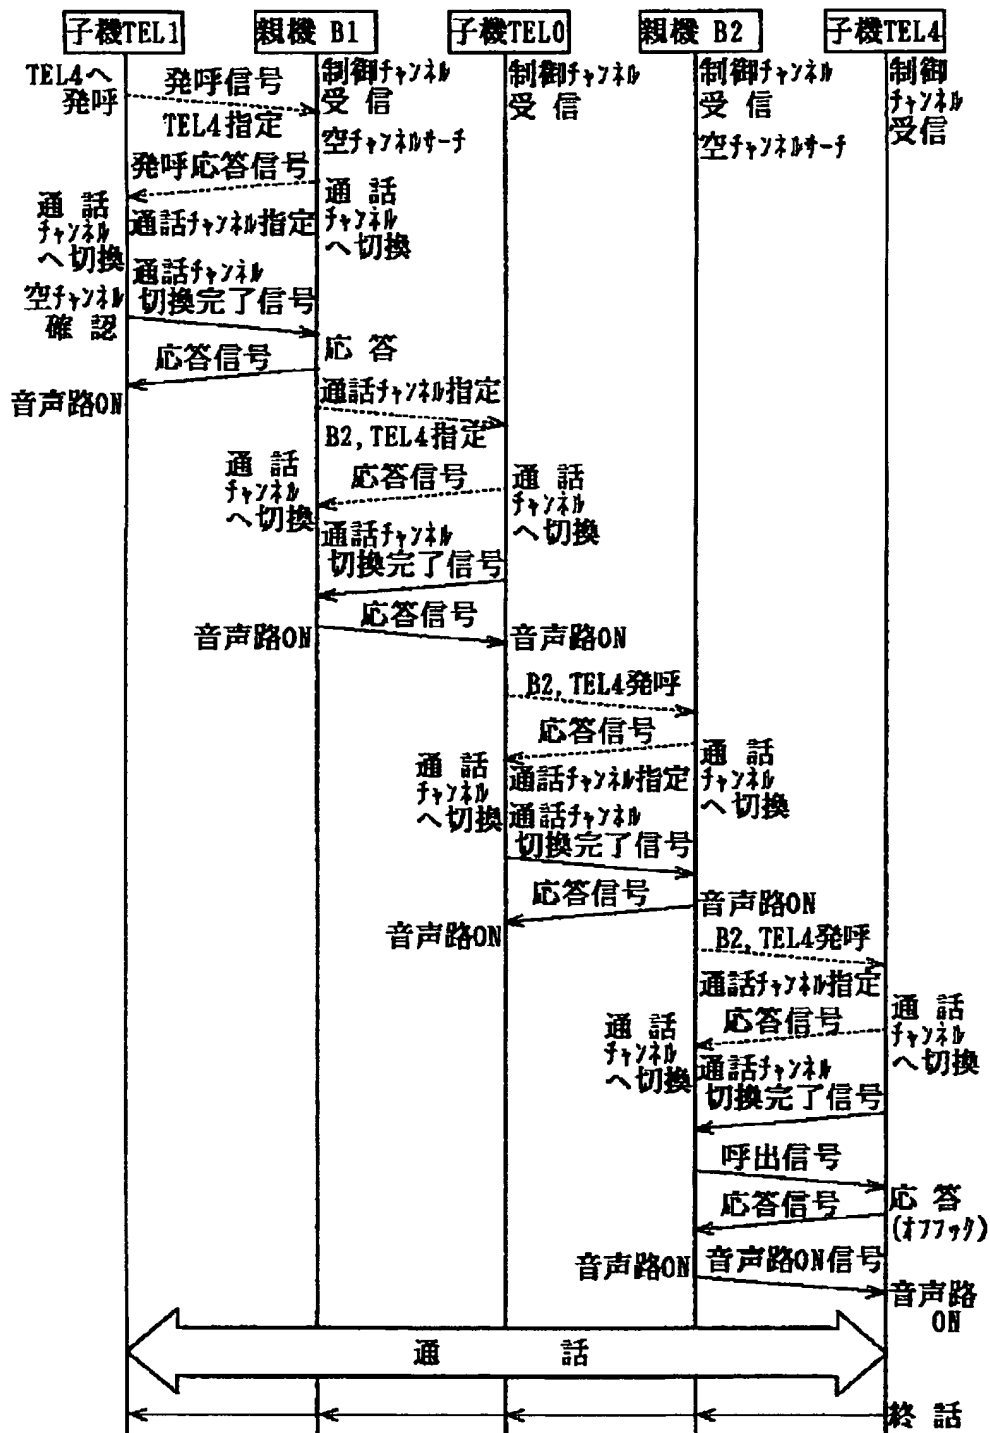 子機TEL1
親機 B1
子機TEL0
親機 B2
子機TEL4
TEL4へ
発呼
発呼信号
TEL4指定
制御チャンネル
受信
空チャンネルサーチ
制御チャンネル
受信
制御チャンネル
受信
空チャンネルサーチ
制御
チャンネル
受信
発呼応答信号
通話チャンネル指定
通話
チャンネル
へ切換
通話
チャンネル
へ切換
空チャンネル
確認
通話チャンネル
切換完了信号
応答
応答信号
音声路ON
通話チャンネル指定
B2,TEL4指定
通話
チャンネル
へ切換
応答信号
通話
チャンネル
へ切換
通話チャンネル
切換完了信号
応答信号
音声路ON
音声路ON
B2,TEL4発呼
応答信号
通話チャンネル指定
通話
チャンネル
へ切換
通話
チャンネル
へ切換
通話チャンネル
切換完了信号
応答信号
音声路ON
音声路ON
B2,TEL4発呼
通話チャンネル指定
応答信号
通話
チャンネル
へ切換
通話
チャンネル
へ切換
通話チャンネル
切換完了信号
呼出信号
応答信号
応答
(オフフック)
音声路ON
音声路ON信号
音声路
ON
通話
終話